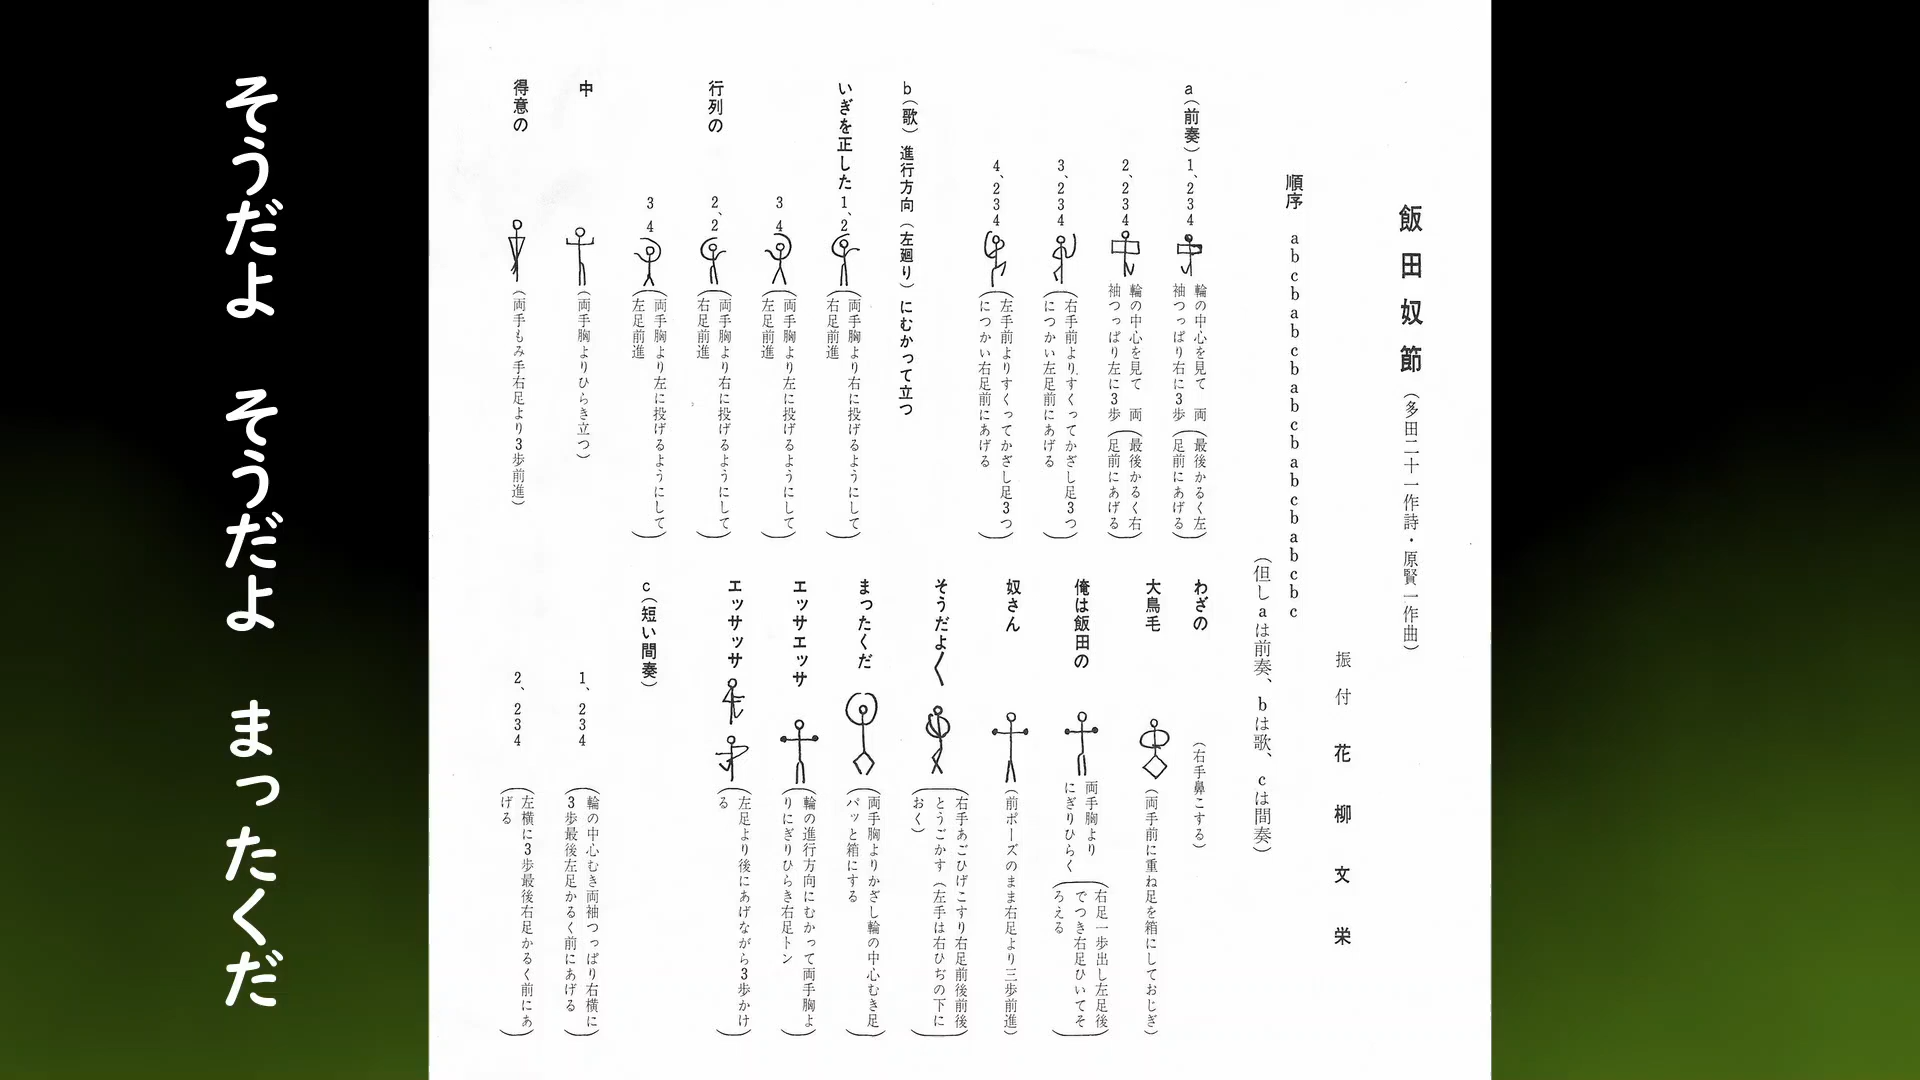 そうだよ　そうだよ　まったくだ
飯田奴節（多田二十一作詩・原賢一作曲）
振付　花柳文栄
順序　abcbabcbabcbabcbabcbc
（但しaは前奏、bは歌、cは間奏）
a（前奏）1、234（輪の中心を見て　両袖つっぱり右に3歩（最後かるく左足前にあげる）
2、234（輪の中心を見て　両袖つっぱり左に3歩（最後かるく右足前にあげる）
3、234（右手前よりすくってかざし足3つにつかい左足前にあげる）
4、234（左手前よりすくってかざし足3つにつかい右足前にあげる）
b（歌）進行方向（左廻り）にむかって立つ
いぎを正した　1、2（両手胸より右に投げるようにして右足前進）
3　4（両手胸より左に投げるようにして左足前進）
行列の　2、2（両手胸より右に投げるようにして右足前進）
3　4（両手胸より左に投げるようにして左足前進）
中（両手胸よりひらき立つ）
得意の（両手もみ手右足より3歩前進）
わざの（右手鼻こする）
大鳥毛（両手前に重ね足を箱にしておじぎ）
俺は飯田の　両手胸よりにぎりひらく（右足一歩出し左足後でつき右足ひいてそろえる）
奴さん（前ポーズのまま右足より三歩前進）
そうだよ〱（右手あごひげこすり右足前後前後とうごかす（左手は右ひぢの下におく）
まったくだ（両手胸よりかざし輪の中心むき足パッと箱にする）
エッサエッサ（輪の進行方向にむかって両手胸よりにぎりひらき右足トン）
エッサッサ（左足より後にあげながら3歩かける）
c（短い間奏）
1、234（輪の中心むき両袖つっぱり右横に3歩最後左足かるく前にあげる）
2、234（左横に3歩最後右足かるく前にあげる）